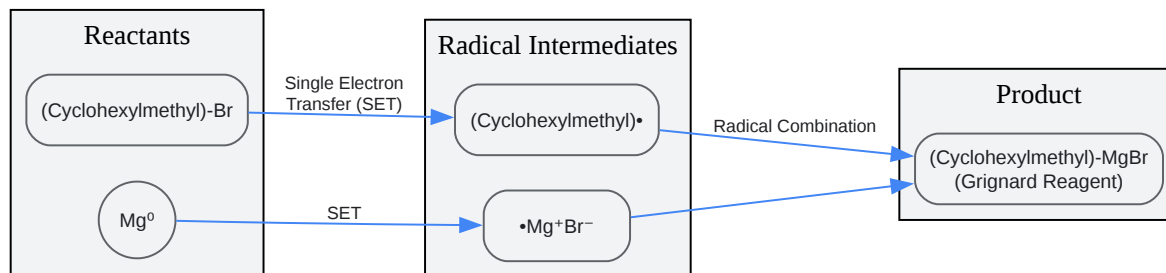 Reactants
(Cyclohexylmethyl)-Br
Mg⁰
Single Electron
Transfer (SET)
SET
Radical Intermediates
(Cyclohexylmethyl)•
•Mg⁺Br⁻
Radical Combination
Product
(Cyclohexylmethyl)-MgBr
(Grignard Reagent)